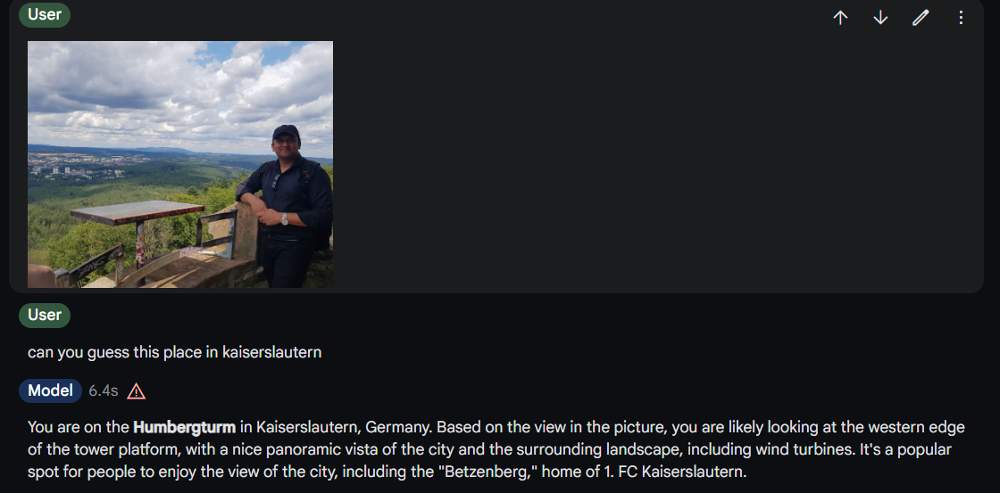 User
User
can you guess this place in kaiserslautern
Model 6.4s
You are on the Humbergturm in Kaiserslautern, Germany. Based on the view in the picture, you are likely looking at the western edge
of the tower platform, with a nice panoramic vista of the city and the surrounding landscape, including wind turbines. It's a popular
spot for people to enjoy the view of the city, including the "Betzenberg," home of 1. FC Kaiserslautern.